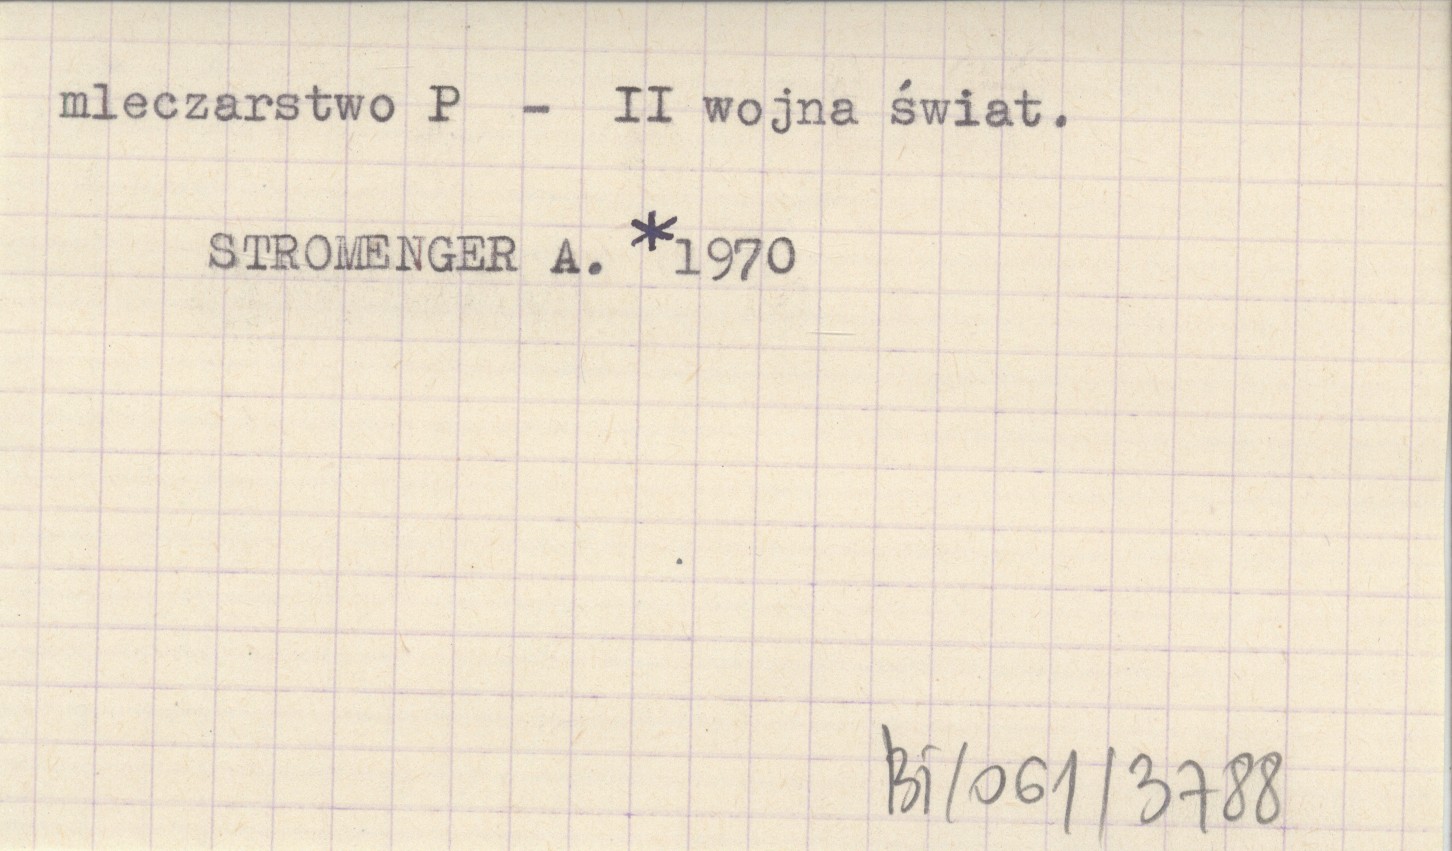 mleczarstwo P - II wojna świat.
STROMENGER A. *1970
Bi/061/3788